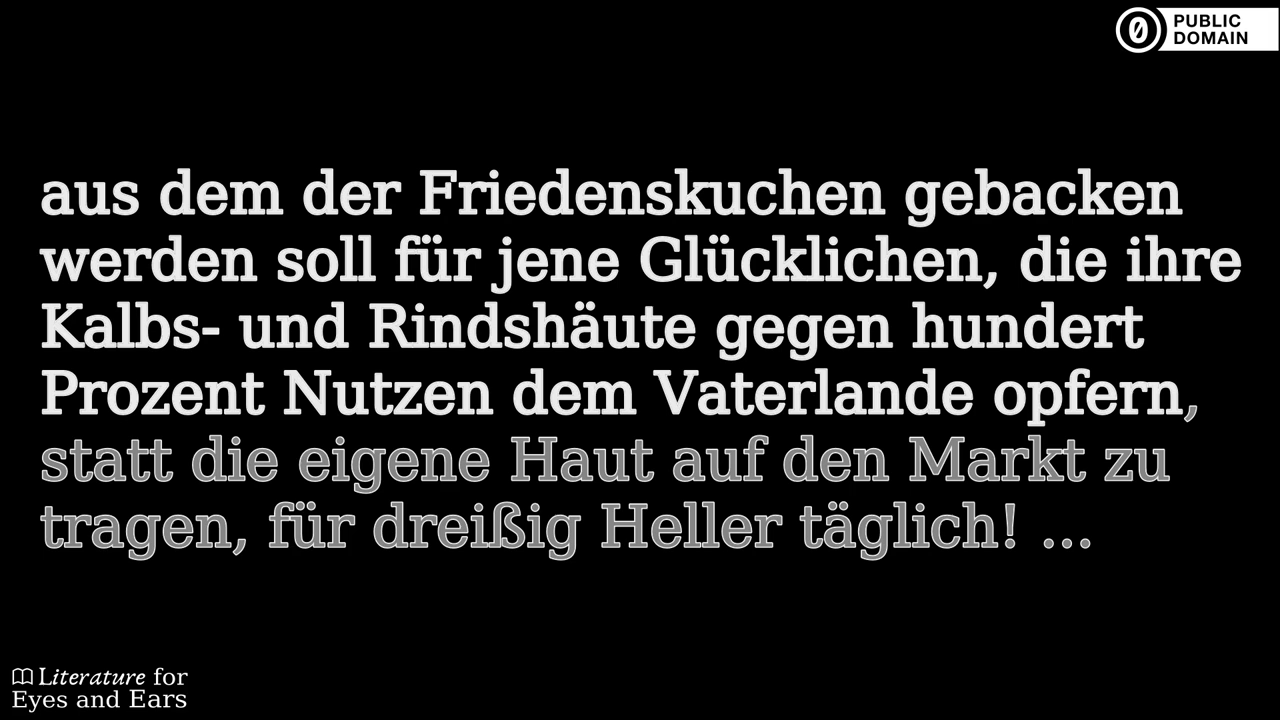 PUBLIC
DOMAIN
aus dem der Friedenskuchen gebacken
werden soll für jene Glücklichen, die ihre
Kalbs- und Rindshäute gegen hundert
Prozent Nutzen dem Vaterlande opfern,
statt die eigene Haut auf den Markt zu
tragen, für dreißig Heller täglich! ...
Literature for
Eyes and Ears